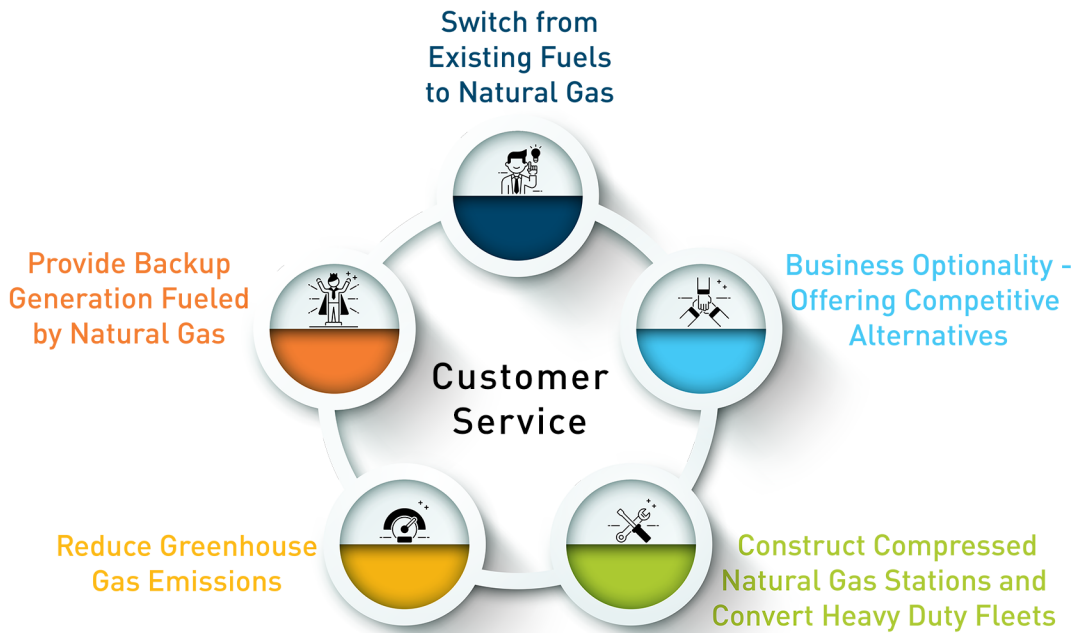 Switch from
Existing Fuels
to Natural Gas
Provide Backup
Generation Fueled
by Natural Gas
Business Optionality -
Offering Competitive
Alternatives
Customer
Service
Reduce Greenhouse
Gas Emissions
Construct Compressed
Natural Gas Stations and
Convert Heavy Duty Fleets